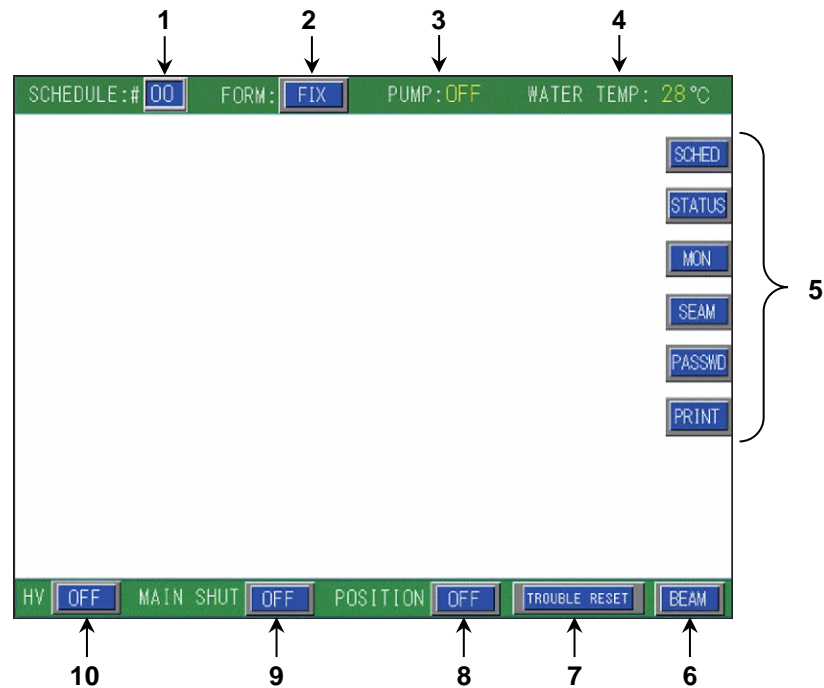 1 2 3 4
SCHEDULE:# 00 FORM: FIX PUMP:OFF WATER TEMP: 28℃
SCHED
STATUS
MON
5
SEAM
PASSWD
PRINT
HV OFF MAIN SHUT OFF POSITION OFF TROUBLE RESET BEAM
10 9 8 7 6